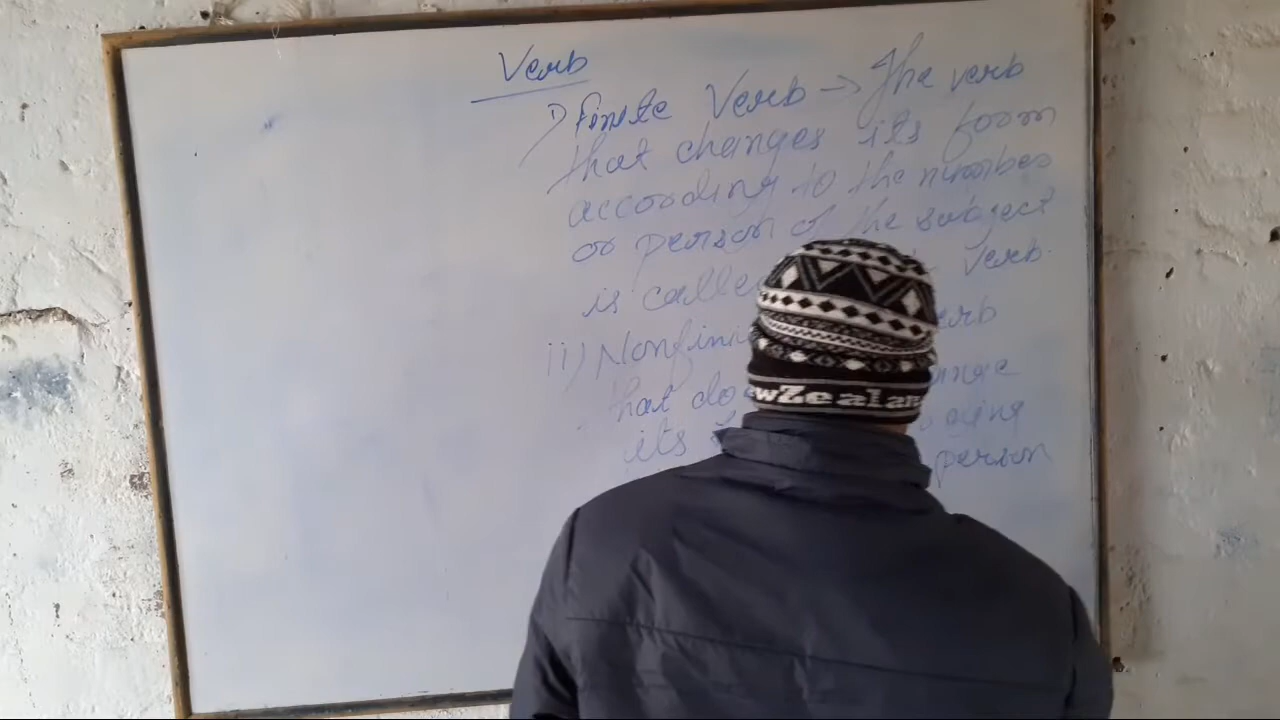 Verb
i) finite Verb → The verb
that changes its form
according to the number
or person of the subject
is called verb.
ii) Nonfini verb
that do
its
person
wZealan